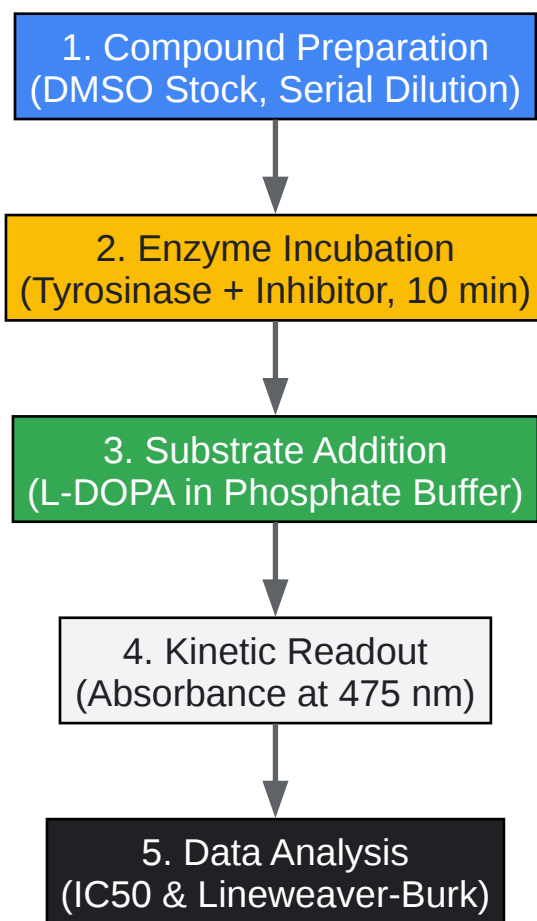 1. Compound Preparation
(DMSO Stock, Serial Dilution)
2. Enzyme Incubation
(Tyrosinase + Inhibitor, 10 min)
3. Substrate Addition
(L-DOPA in Phosphate Buffer)
4. Kinetic Readout
(Absorbance at 475 nm)
5. Data Analysis
(IC50 & Lineweaver-Burk)